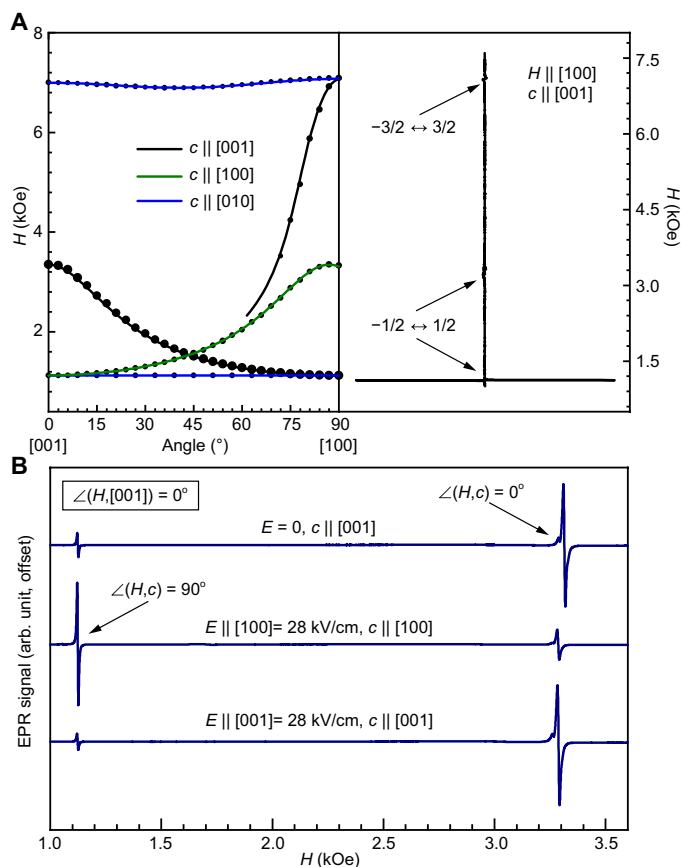 A
8
6
4
2
H (kOe)
c || [001]
c || [100]
c || [010]
0 15 30 45 60 75 90
[001] Angle (°) [100]
H || [100]
c || [001]
−3/2 ↔ 3/2
−1/2 ↔ 1/2
7.5
6.0
4.5
3.0
1.5
H (kOe)
B
∠(H,[001]) = 0°
∠(H,c) = 0°
E = 0, c || [001]
∠(H,c) = 90°
E || [100]= 28 kV/cm, c || [100]
E || [001]= 28 kV/cm, c || [001]
EPR signal (arb. unit, offset)
1.0 1.5 2.0 2.5 3.0 3.5
H (kOe)